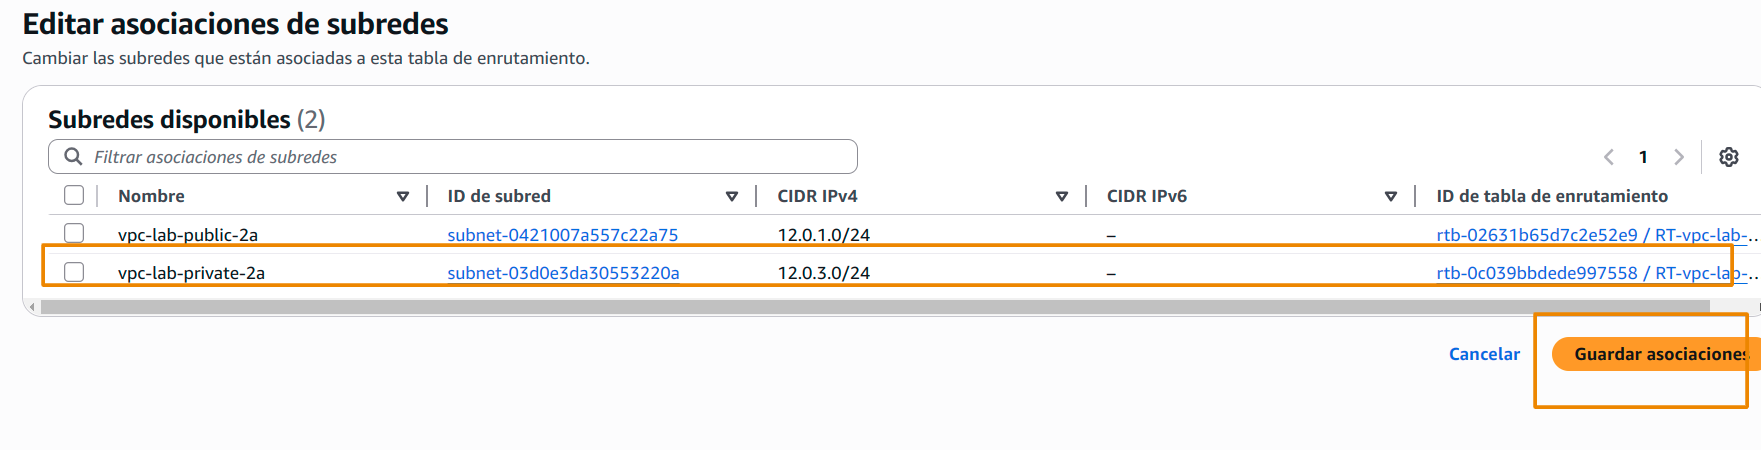 Editar asociaciones de subredes
Cambiar las subredes que están asociadas a esta tabla de enrutamiento.
Subredes disponibles (2)
Filtrar asociaciones de subredes
1
Nombre ID de subred CIDR IPv4 CIDR IPv6 ID de tabla de enrutamiento
vpc-lab-public-2a subnet-0421007a557c22a75 12.0.1.0/24 – rtb-02631b65d7c2e52e9 / RT-vpc-lab-...
vpc-lab-private-2a subnet-03d0e3da30553220a 12.0.3.0/24 – rtb-0c039bbdede997558 / RT-vpc-lab-...
Cancelar Guardar asociaciones